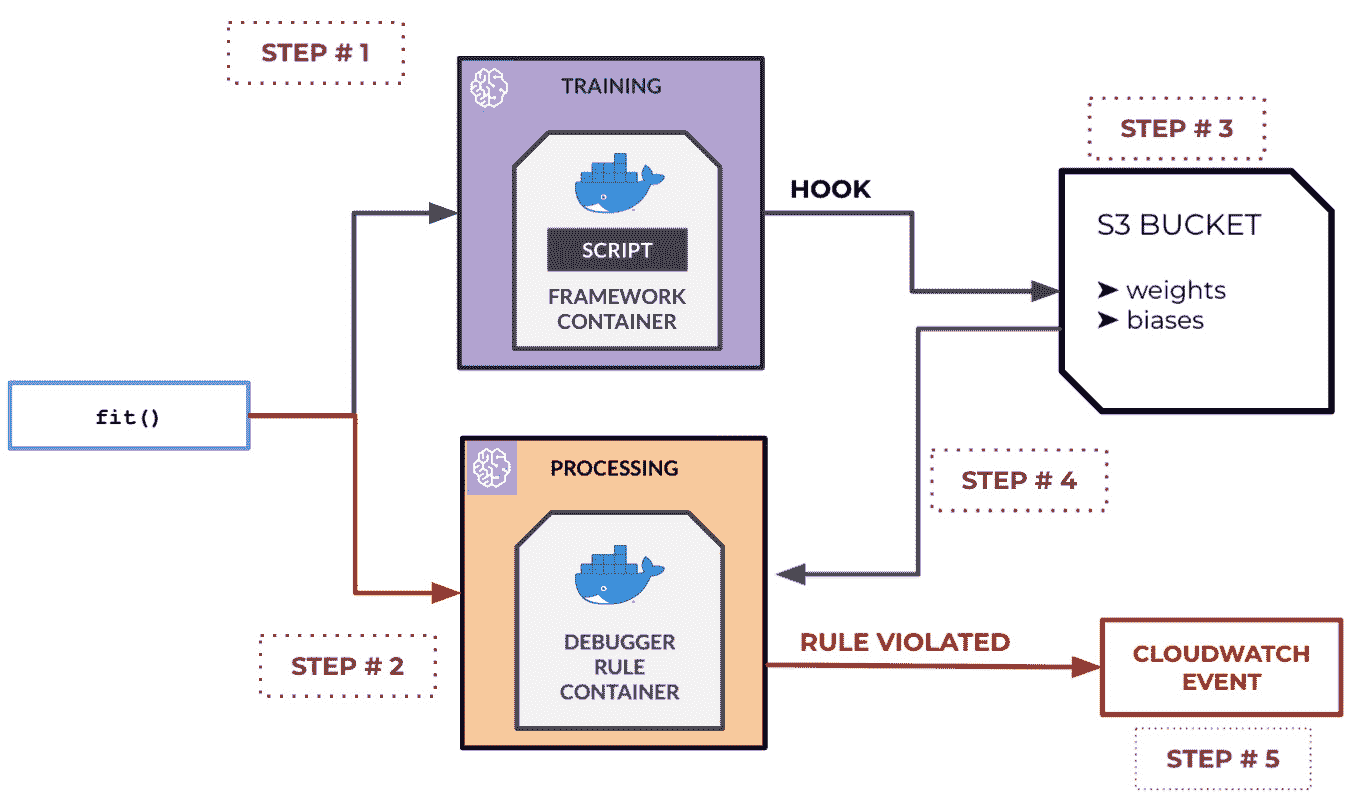 STEP # 1
TRAINING
SCRIPT
FRAMEWORK
CONTAINER
HOOK
STEP # 3
S3 BUCKET
➤ weights
➤ biases
fit()
STEP # 2
PROCESSING
DEBUGGER
RULE
CONTAINER
STEP # 4
RULE VIOLATED
CLOUDWATCH
EVENT
STEP # 5